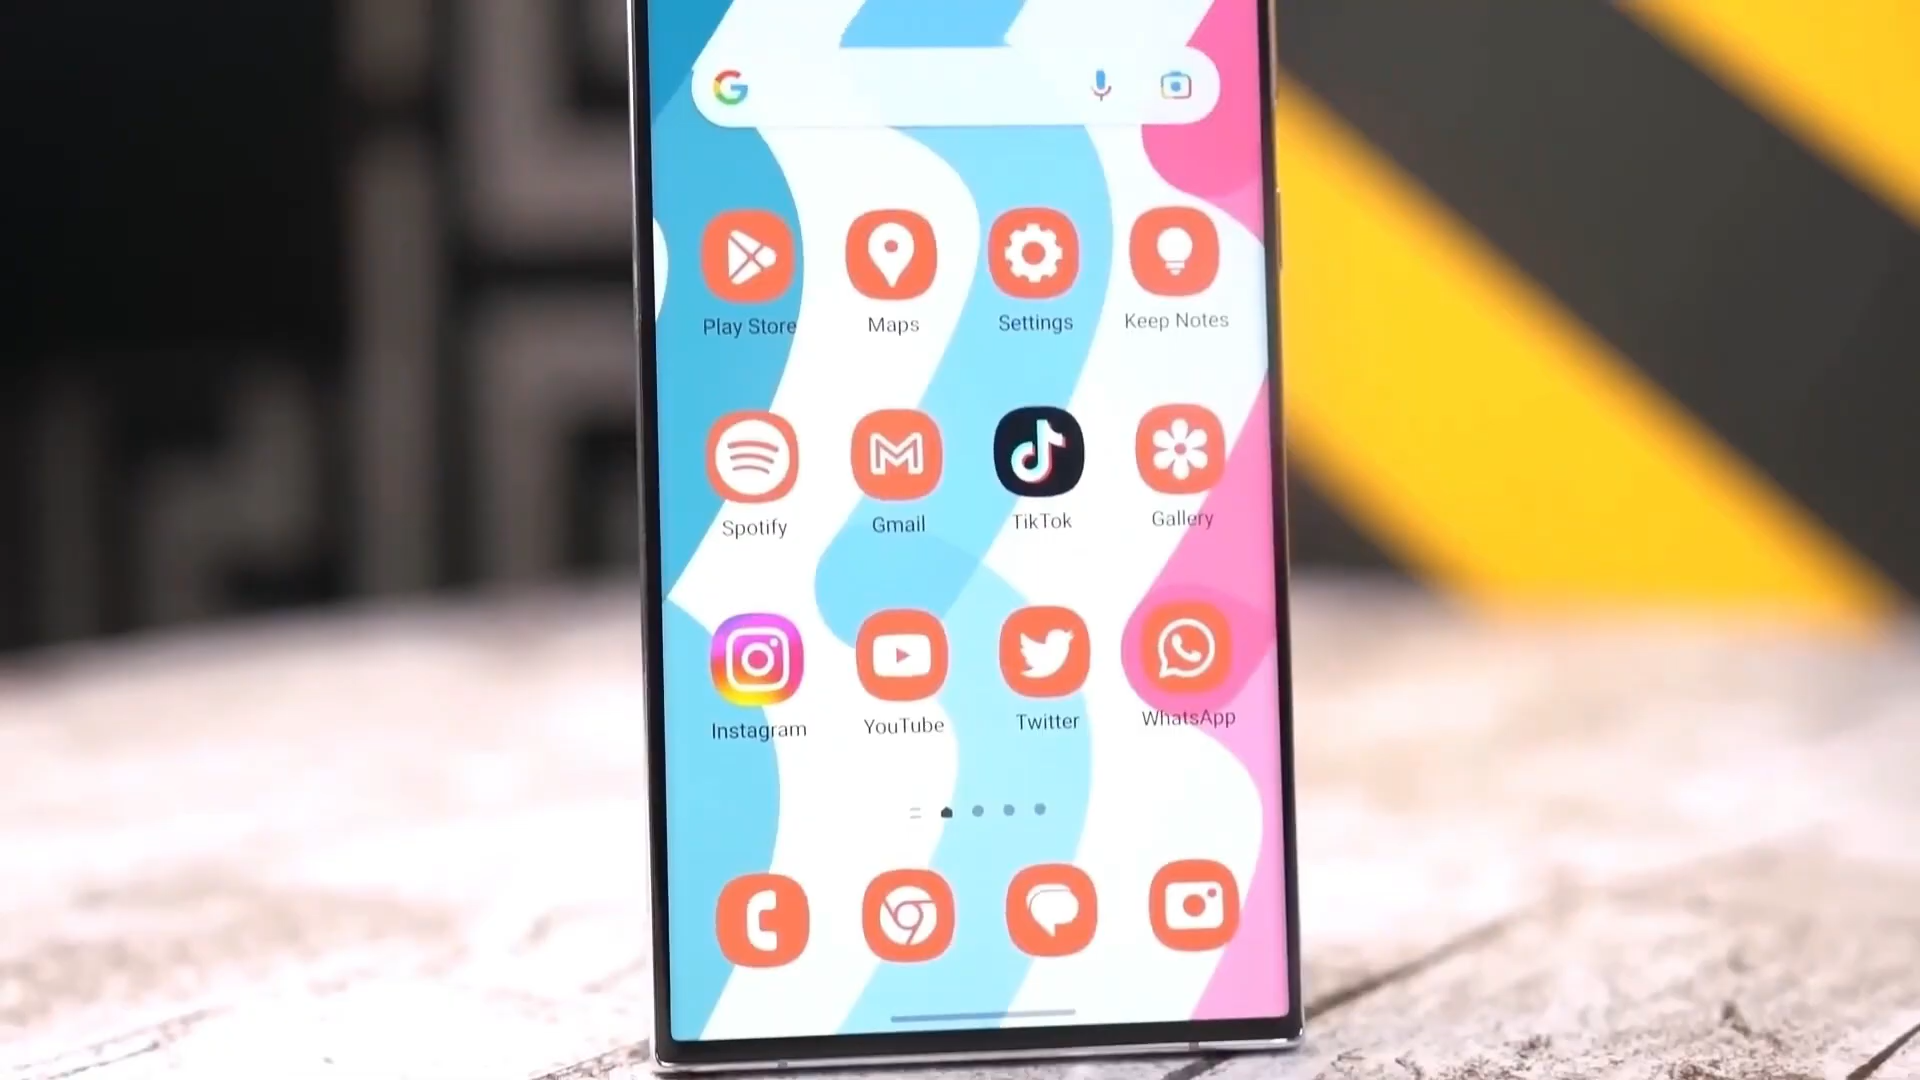 Play Store Maps Settings Keep Notes
Spotify Gmail TikTok Gallery
Instagram YouTube Twitter WhatsApp